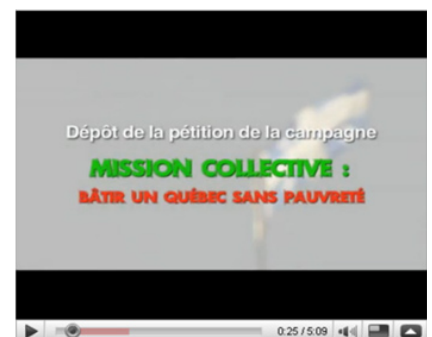 Dépôt de la pétition de la campagne
MISSION COLLECTIVE :
BÂTIR UN QUÉBEC SANS PAUVRETÉ
0:25 / 5:09